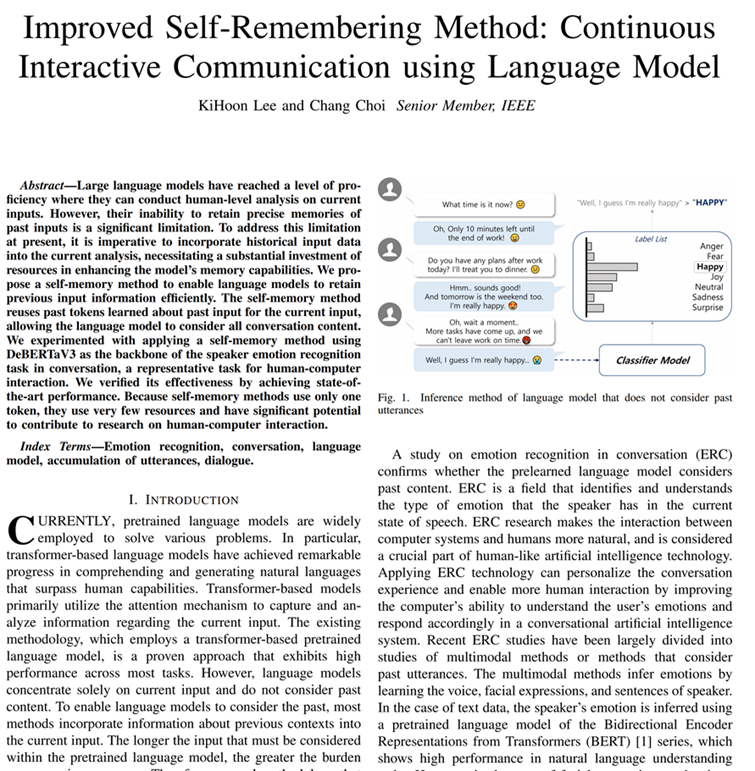 Improved Self-Remembering Method: Continuous
Interactive Communication using Language Model
KiHoon Lee and Chang Choi Senior Member, IEEE
Abstract—Large language models have reached a level of pro-
ficiency where they can conduct human-level analysis on current
inputs. However, their inability to retain precise memories of
past inputs is a significant limitation. To address this limitation
at present, it is imperative to incorporate historical input data
into the current analysis, necessitating a substantial investment of
resources in enhancing the model's memory capabilities. We pro-
pose a self-memory method to enable language models to retain
previous input information efficiently. The self-memory method
reuses past tokens learned about past input for the current input,
allowing the language model to consider all conversation content.
We experimented with applying a self-memory method using
DeBERTaV3 as the backbone of the speaker emotion recognition
task in conversation, a representative task for human-computer
interaction. We verified its effectiveness by achieving state-of-
the-art performance. Because self-memory methods use only one
token, they use very few resources and have significant potential
to contribute to research on human-computer interaction.
Index Terms—Emotion recognition, conversation, language
model, accumulation of utterances, dialogue.
I. INTRODUCTION
CURRENTLY, pretrained language models are widely
employed to solve various problems. In particular,
transformer-based language models have achieved remarkable
progress in comprehending and generating natural languages
that surpass human capabilities. Transformer-based models
primarily utilize the attention mechanism to capture and an-
alyze information regarding the current input. The existing
methodology, which employs a transformer-based pretrained
language model, is a proven approach that exhibits high
performance across most tasks. However, language models
concentrate solely on current input and do not consider past
content. To enable language models to consider the past, most
methods incorporate information about previous contexts into
the current input. The longer the input that must be considered
within the pretrained language model, the greater the burden
What time is it now? 😊
Oh, Only 10 minutes left until
the end of work! 😄
Do you have any plans after work
today? I'll treat you to dinner. 😊
Hmm.. sounds good!
And tomorrow is the weekend too.
I'm really happy. 😍
Oh, wait a moment..
More tasks have come up, and we
can't leave work on time. 😡
Well, I guess I'm really happy... 😭
"Well, I guess I'm really happy" > "HAPPY"
Label List
Anger
Fear
Happy
Joy
Neutral
Sadness
Surprise
Classifier Model
Fig. 1. Inference method of language model that does not consider past
utterances
A study on emotion recognition in conversation (ERC)
confirms whether the prelearned language model considers
past content. ERC is a field that identifies and understands
the type of emotion that the speaker has in the current
state of speech. ERC research makes the interaction between
computer systems and humans more natural, and is considered
a crucial part of human-like artificial intelligence technology.
Applying ERC technology can personalize the conversation
experience and enable more human interaction by improving
the computer's ability to understand the user's emotions and
respond accordingly in a conversational artificial intelligence
system. Recent ERC studies have been largely divided into
studies of multimodal methods or methods that consider
past utterances. The multimodal methods infer emotions by
learning the voice, facial expressions, and sentences of speaker.
In the case of text data, the speaker's emotion is inferred using
a pretrained language model of the Bidirectional Encoder
Representations from Transformers (BERT) [1] series, which
shows high performance in natural language understanding